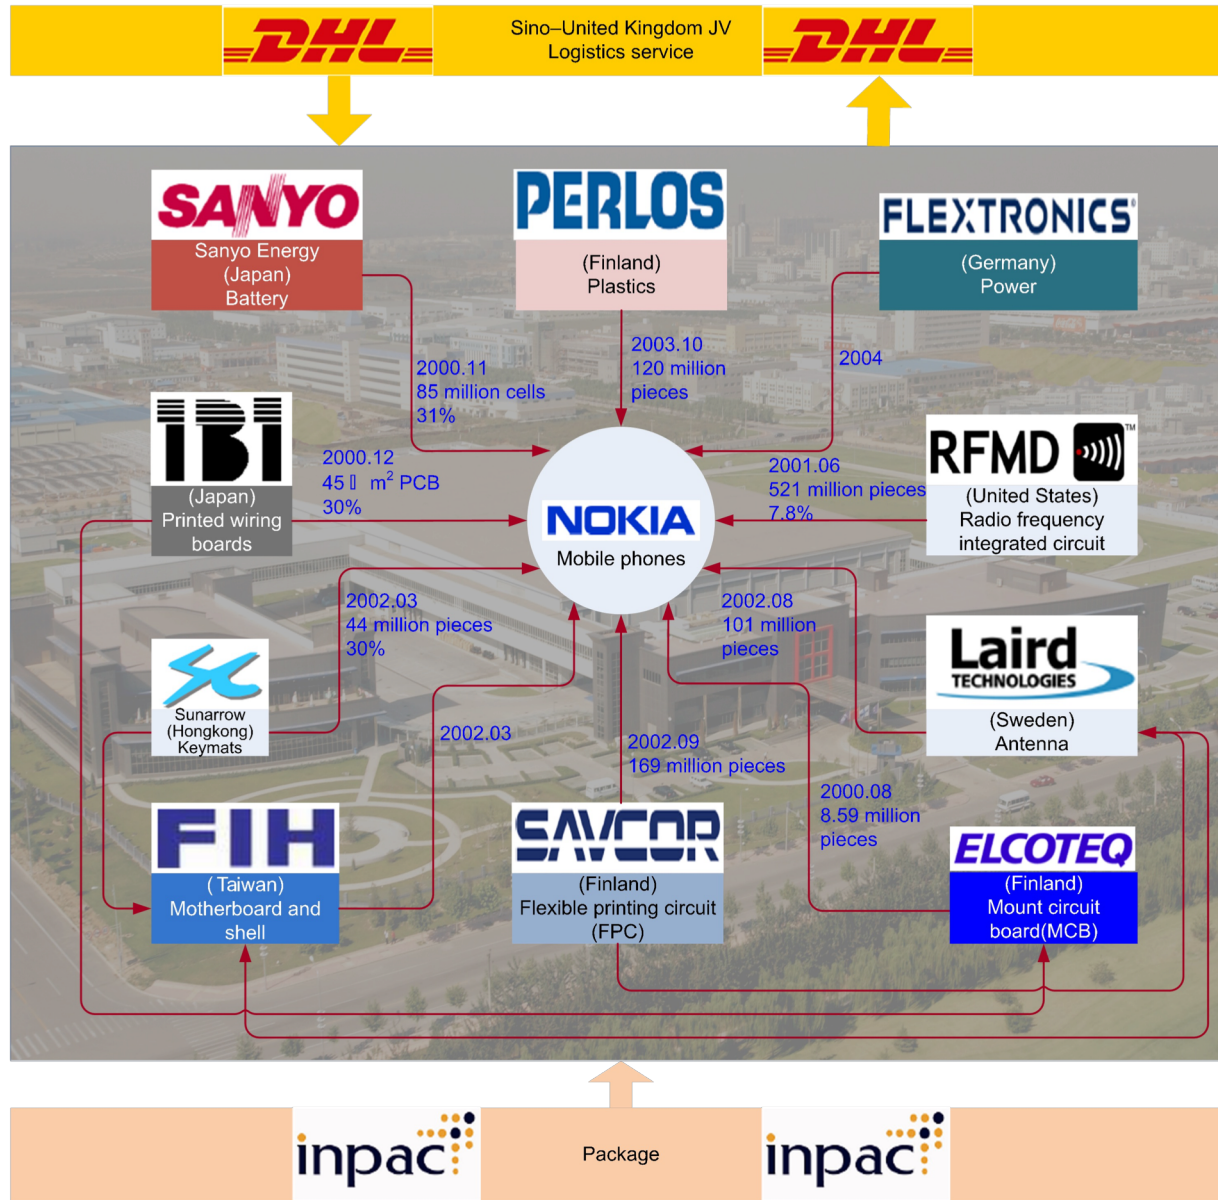 DHL
Sino–United Kingdom JV
Logistics service
DHL
SANYO
Sanyo Energy
(Japan)
Battery
PERLOS
(Finland)
Plastics
FLEXTRONICS
(Germany)
Power
2000.11
85 million cells
31%
2003.10
120 million
pieces
2004
IBI
(Japan)
Printed wiring
boards
2000.12
45 m² PCB
30%
NOKIA
Mobile phones
2001.06
521 million pieces
7.8%
RFMD TM
(United States)
Radio frequency
integrated circuit
Sunarrow
(Hongkong)
Keymats
2002.03
44 million pieces
30%
2002.08
101 million
pieces
Laird
TECHNOLOGIES
(Sweden)
Antenna
2002.03
2002.09
169 million pieces
2000.08
8.59 million
pieces
FIH
( Taiwan)
Motherboard and
shell
SAVCOR
(Finland)
Flexible printing circuit
(FPC)
ELCOTEQ
(Finland)
Mount circuit
board(MCB)
inpac
Package
inpac